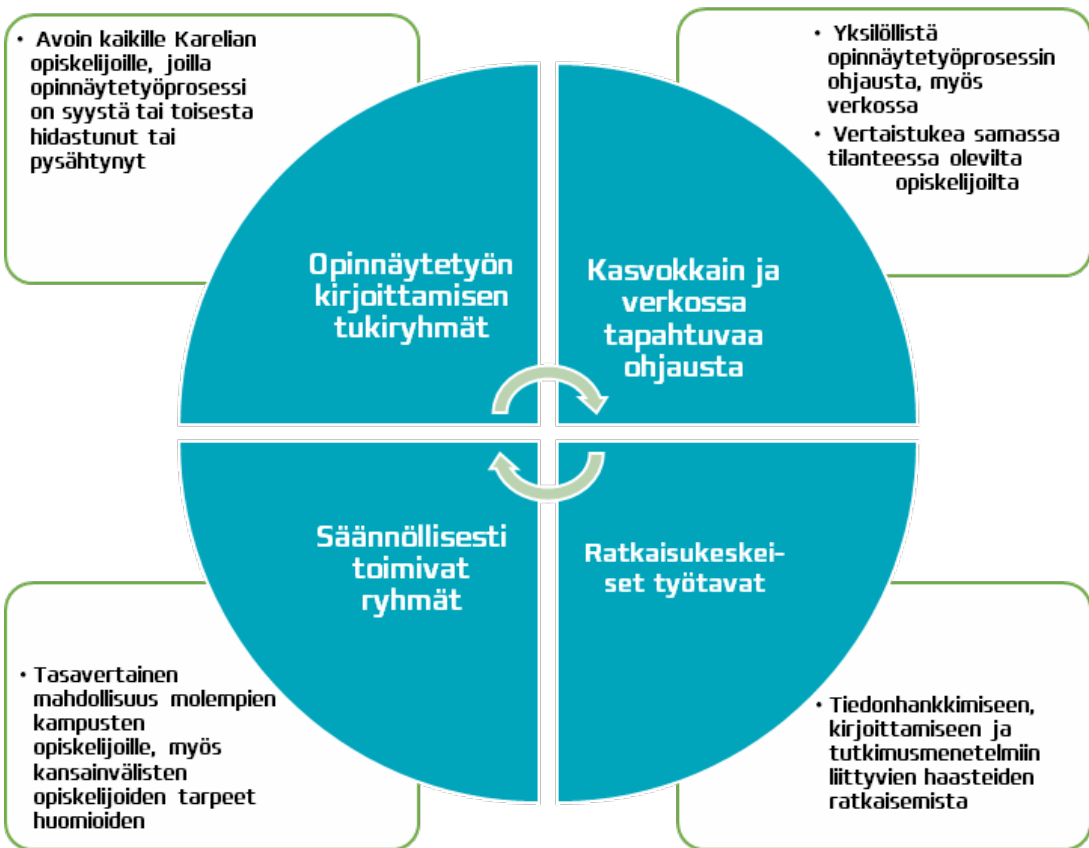 • Avoin kaikille Karelian
opiskelijoille, joilla
opinnäytetyöprosessi
on syystä tai toisesta
hidastunut tai
pysähtynyt
• Yksilöllistä
opinnäytetyöprosessin
ohjausta, myös
verkossa
• Vertaistukea samassa
tilanteessa olevilta
opiskelijoilta
Opinnäytetyön
kirjoittamisen
tukiryhmät
Kasvokkain ja
verkossa
tapahtuvaa
ohjausta
Säännöllisesti
toimivat
ryhmät
Ratkaisukeskei-
set työtavat
• Tasavertainen
mahdollisuus molempien
kampusten
opiskelijoille, myös
kansainvälisten
opiskelijoiden tarpeet
huomioiden
• Tiedonhankkimiseen,
kirjoittamiseen ja
tutkimusmenetelmiin
liittyvien haasteiden
ratkaisemista